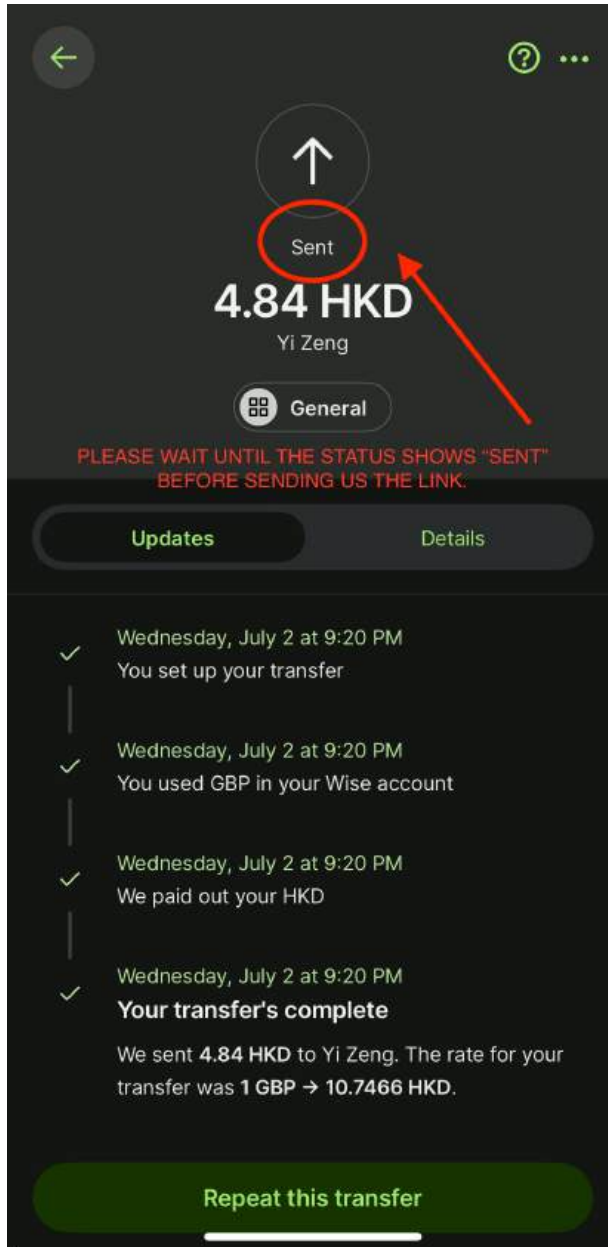 Sent
4.84 HKD
Yi Zeng
General
PLEASE WAIT UNTIL THE STATUS SHOWS “SENT”
BEFORE SENDING US THE LINK.
Updates
Details
Wednesday, July 2 at 9:20 PM
You set up your transfer
Wednesday, July 2 at 9:20 PM
You used GBP in your Wise account
Wednesday, July 2 at 9:20 PM
We paid out your HKD
Wednesday, July 2 at 9:20 PM
Your transfer's complete
We sent 4.84 HKD to Yi Zeng. The rate for your
transfer was 1 GBP → 10.7466 HKD.
Repeat this transfer